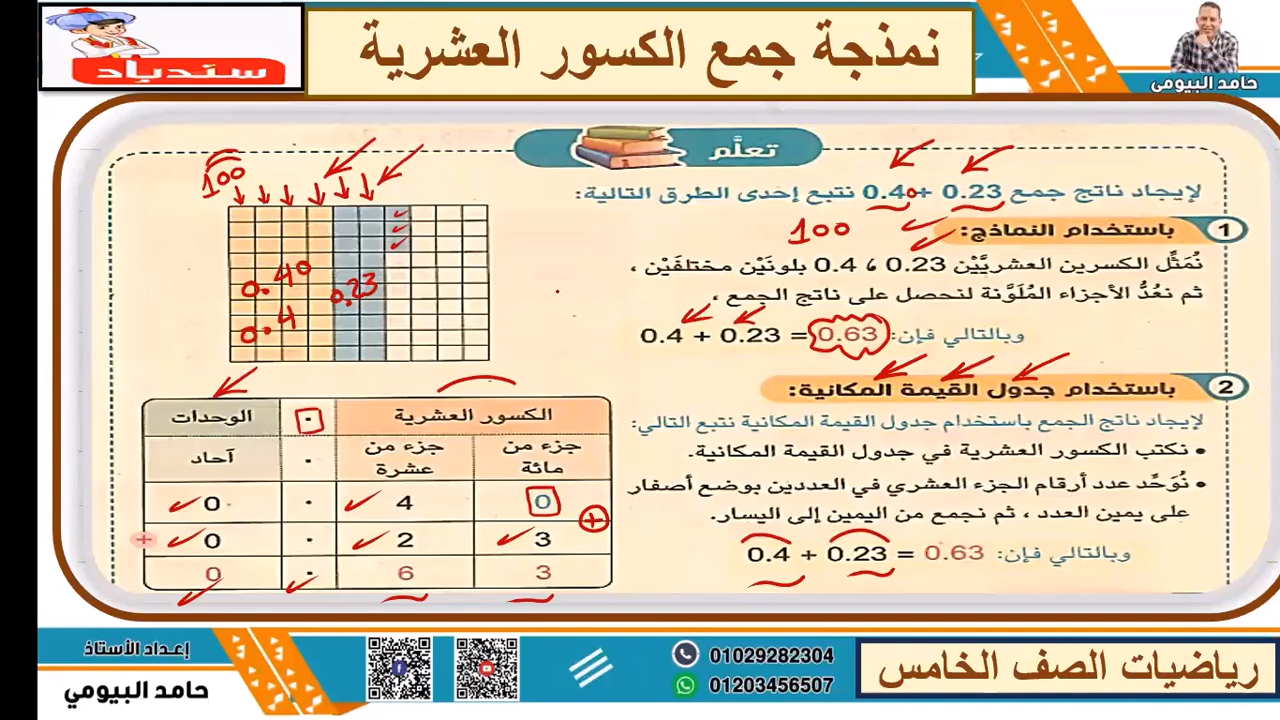 سندباد
نمذجة جمع الكسور العشرية
حامد البيومي
تعلَّم
لإيجاد ناتج جمع 0.23 + 0.40 نتبع إحدى الطرق التالية:
1 باستخدام النماذج:
100
نُمَثِّل الكسرين العشريَّيْن 0.23 ، 0.4 بلونَيْن مختلفَيْن ،
ثم نعُدُّ الأجزاء المُلَوَّنة لنحصل على ناتج الجمع ،
وبالتالي فإن: 0.4 + 0.23 = 0.63
100
0.40
0.4
0.23
2 باستخدام جدول القيمة المكانية:
لإيجاد ناتج الجمع باستخدام جدول القيمة المكانية نتبع التالي:
• نكتب الكسور العشرية في جدول القيمة المكانية.
• نُوَحِّد عدد أرقام الجزء العشري في العددين بوضع أصفار
على يمين العدد ، ثم نجمع من اليمين إلى اليسار.
وبالتالي فإن: 0.4 + 0.23 = 0.63
الوحدات . الكسور العشرية
آحاد . جزء من عشرة جزء من مائة
0 . 4 0 +
+ 0 . 2 3
0 . 6 3
إعداد الأستاذ
حامد البيومي
01029282304
01203456507
رياضيات الصف الخامس